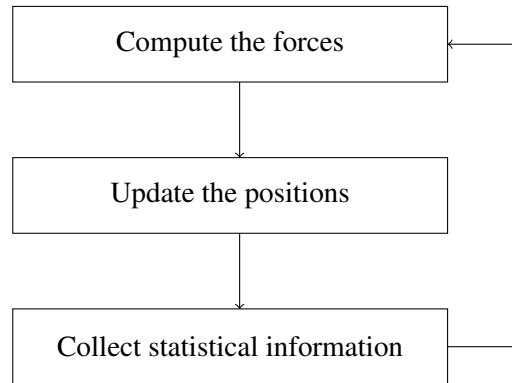 Compute the forces
Update the positions
Collect statistical information